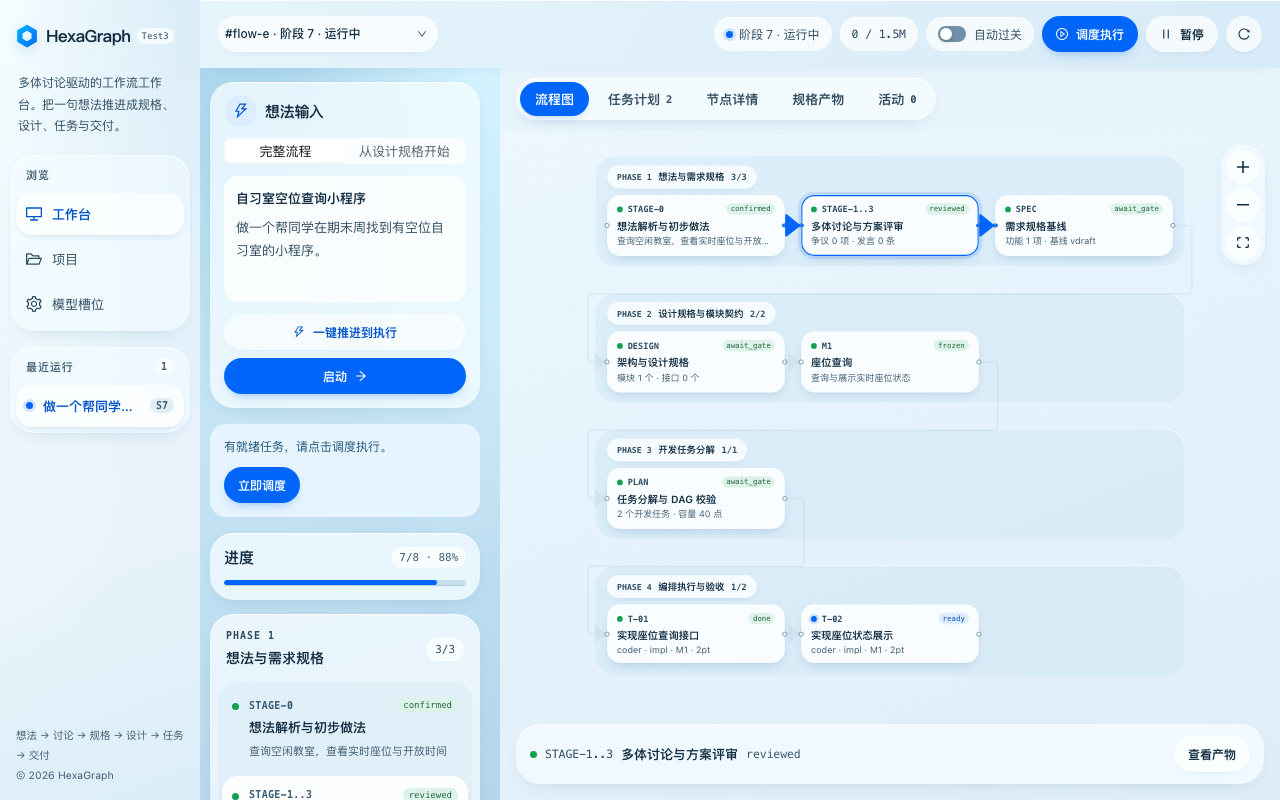 HexaGraph Test3
多体讨论驱动的工作流工作
台。把一句想法推进成规格、
设计、任务与交付。
浏览
工作台
项目
模型槽位
最近运行 1
做一个帮同学... S7
想法 → 讨论 → 规格 → 设计 → 任务
→ 交付
© 2026 HexaGraph
#flow-e · 阶段 7 · 运行中
阶段 7 · 运行中
0 / 1.5M
自动过关
调度执行
暂停
想法输入
完整流程 从设计规格开始
自习室空位查询小程序
做一个帮同学在期末周找到有空位自
习室的小程序。
一键推进到执行
启动 →
有就绪任务，请点击调度执行。
立即调度
进度 7/8 · 88%
PHASE 1
想法与需求规格 3/3
STAGE-0 confirmed
想法解析与初步做法
查询空闲教室，查看实时座位与开放时间
STAGE-1..3 reviewed
流程图 任务计划 2 节点详情 规格产物 活动 0
PHASE 1 想法与需求规格 3/3
STAGE-0 confirmed
想法解析与初步做法
查询空闲教室，查看实时座位与开放...
STAGE-1..3 reviewed
多体讨论与方案评审
争议 0 项 · 发言 0 条
SPEC await_gate
需求规格基线
功能 1 项 · 基线 vdraft
PHASE 2 设计规格与模块契约 2/2
DESIGN await_gate
架构与设计规格
模块 1 个 · 接口 0 个
M1 frozen
座位查询
查询与展示实时座位状态
PHASE 3 开发任务分解 1/1
PLAN await_gate
任务分解与 DAG 校验
2 个开发任务 · 容量 40 点
PHASE 4 编排执行与验收 1/2
T-01 done
实现座位查询接口
coder · impl · M1 · 2pt
T-02 ready
实现座位状态展示
coder · impl · M1 · 2pt
STAGE-1..3 多体讨论与方案评审 reviewed
查看产物